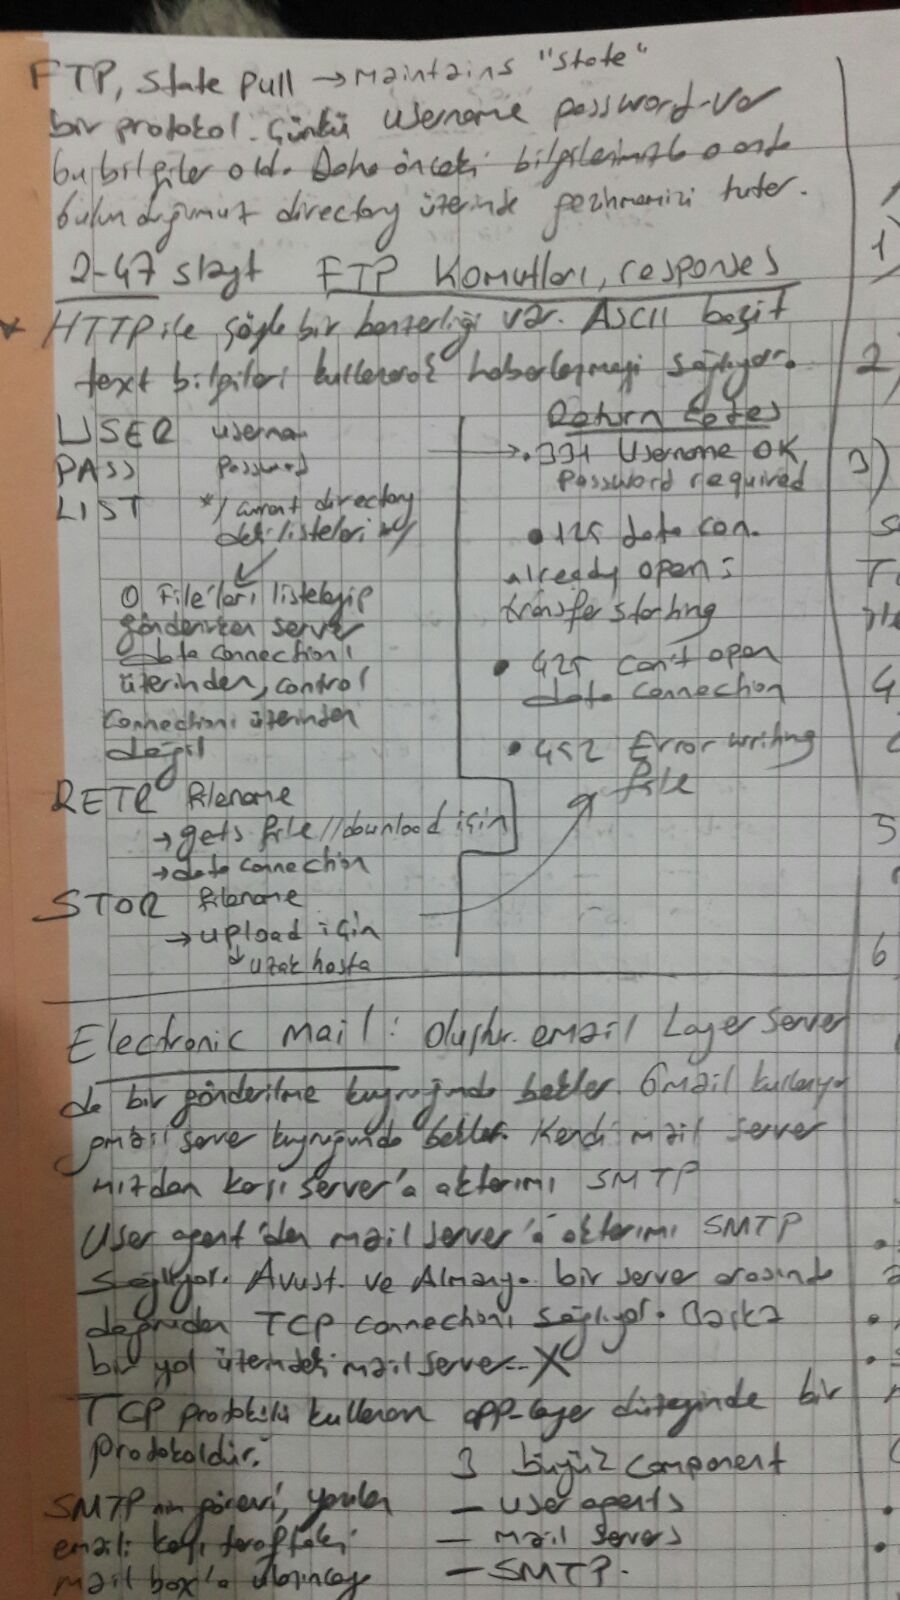 FTP, state pull → maintains "state"
bir protokol. Çünkü username password var
bu bilgiler old. Daha önceki bilgilerimizle o anda
bulunduğumuz directory üzerinde gezinmemizi tutar.
2-47 slayt FTP Komutları, responses
* HTTP ile şöyle bir benzerliği var. ASCII basit
text bilgileri kullanarak haberleşmeyi sağlıyor.
USER usernam
PASS password
LIST */ current directory
deki listeleri */
O File'ları listeleyip
gönderirken server
data connection
üzerinden, control
connection üzerinden
değil
RETR filename
→ gets file // download için
→ data connection
STOR filename
→ upload için
↓ uzak hosta
Return Codes
• 331 Username OK,
password required
• 125 data con.
already open;
transfer starting
• 425 can't open
data connection
• 452 Error writing
file
Electronic Mail: Oluştr. email Layer Server
da bir gönderilme kuyruğunda bekler. Gmail kullanıyo
gmail server kuyruğunda bekler. Kendi mail server
mızdan karşı server'a aktarımı SMTP
User agent'dan mail server'a aktarımı SMTP
sağlıyor. Avust. ve Almanya bir server arasında
doğrudan TCP connection sağlıyor. Başka
bir yol üzerindeki mail server.. X
TCP protokolü kullanan app-layer düzeyinde bir
protokoldür.
SMTP nin görevi, yazılan
emaili karşı taraftaki
mail box'a ulaşıncaya
3 büyük component
— user agents
— mail servers
— SMTP.
1)
2)
3)
4
5
6